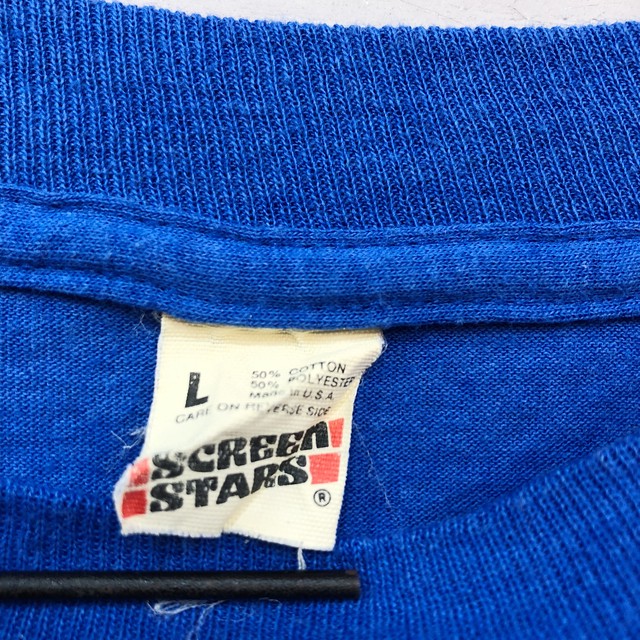 L
50% COTTON
50% POLYESTER
Made in U.S.A
CARE ON REVERSE SIDE
SCREEN
STARS ®